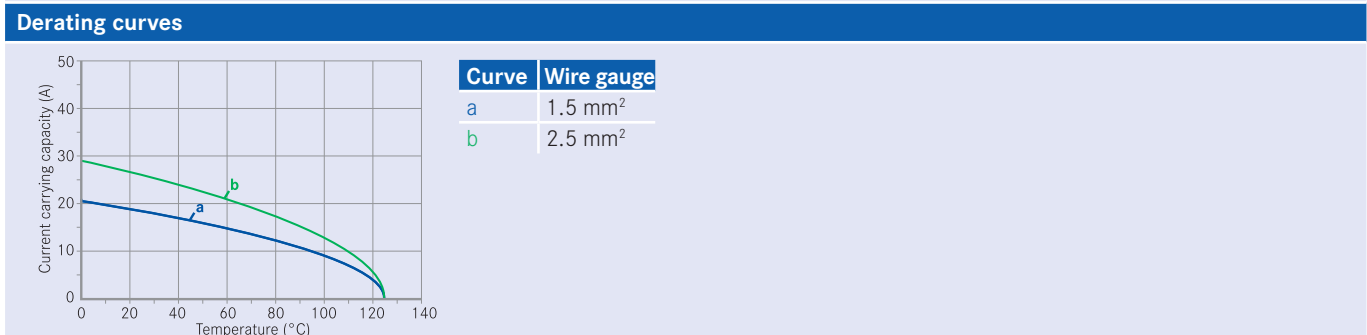 Derating curves
Current carrying capacity (A)
50
40
30
20
10
0
b
a
0 20 40 60 80 100 120 140
Temperature (°C)
Curve Wire gauge
a 1.5 mm²
b 2.5 mm²